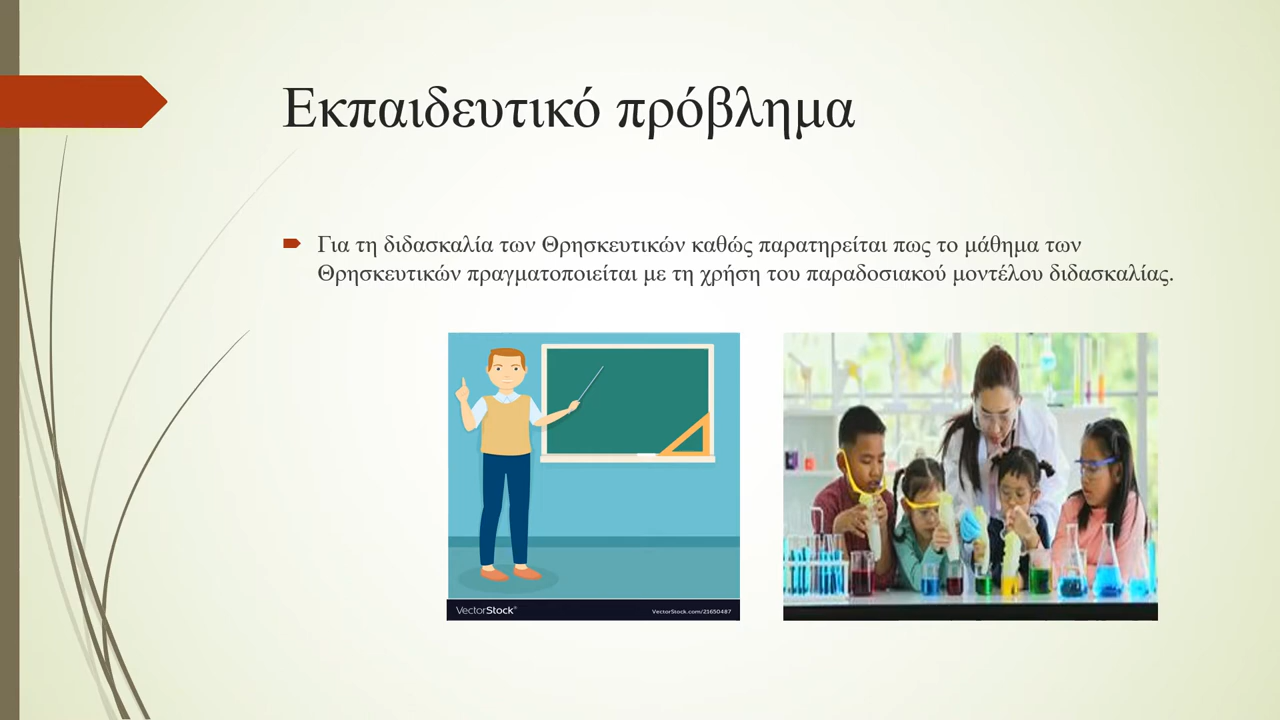 Εκπαιδευτικό πρόβλημα
Για τη διδασκαλία των Θρησκευτικών καθώς παρατηρείται πως το μάθημα των
Θρησκευτικών πραγματοποιείται με τη χρήση του παραδοσιακού μοντέλου διδασκαλίας.
VectorStock®
VectorStock.com/21650487